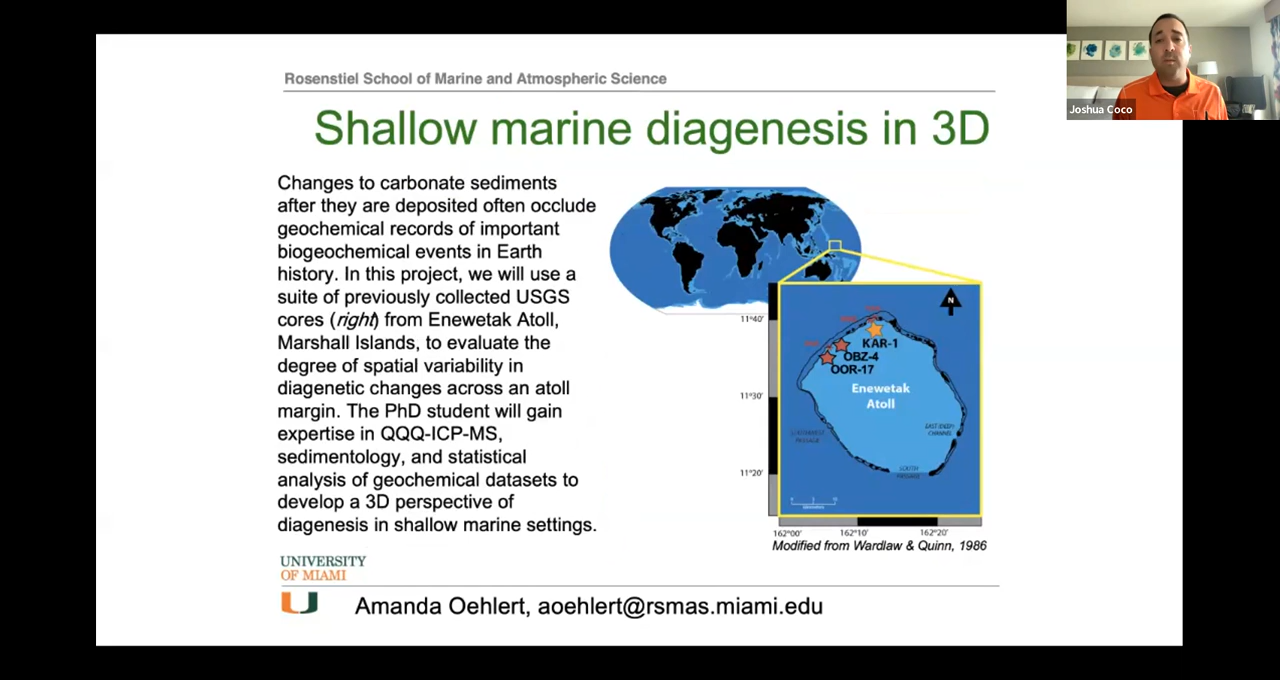 Rosenstiel School of Marine and Atmospheric Science
Joshua Coco
Shallow marine diagenesis in 3D
Changes to carbonate sediments
after they are deposited often occlude
geochemical records of important
biogeochemical events in Earth
history. In this project, we will use a
suite of previously collected USGS
cores (right) from Enewetak Atoll,
Marshall Islands, to evaluate the
degree of spatial variability in
diagenetic changes across an atoll
margin. The PhD student will gain
expertise in QQQ-ICP-MS,
sedimentology, and statistical
analysis of geochemical datasets to
develop a 3D perspective of
diagenesis in shallow marine settings.
N
11°40'
KAR-1
OBZ-4
OOR-17
Enewetak
Atoll
11°30'
EAST ENEWY
CHANNEL
SOUTHWEST
PASSAGE
SOUTH
11°20'
162°00' 162°10' 162°20'
Modified from Wardlaw & Quinn, 1986
UNIVERSITY
OF MIAMI
Amanda Oehlert, aoehlert@rsmas.miami.edu